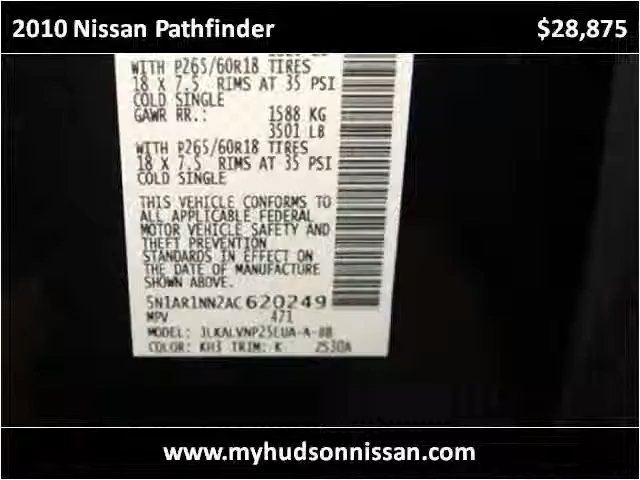 2010 Nissan Pathfinder $28,875
WITH P265/60R18 TIRES
18 X 7.5 RIMS AT 35 PSI
COLD SINGLE
GAWR RR.: 1588 KG
3501 LB
WITH P265/60R18 TIRES
18 X 7.5 RIMS AT 35 PSI
COLD SINGLE
THIS VEHICLE CONFORMS TO
ALL APPLICABLE FEDERAL
MOTOR VEHICLE SAFETY AND
THEFT PREVENTION
STANDARDS IN EFFECT ON
THE DATE OF MANUFACTURE
SHOWN ABOVE.
5N1AR1NN2AC 620249
MPV 471
MODEL:
COLOR: KH3 TRIM: K 2530A
www.myhudsonnissan.com